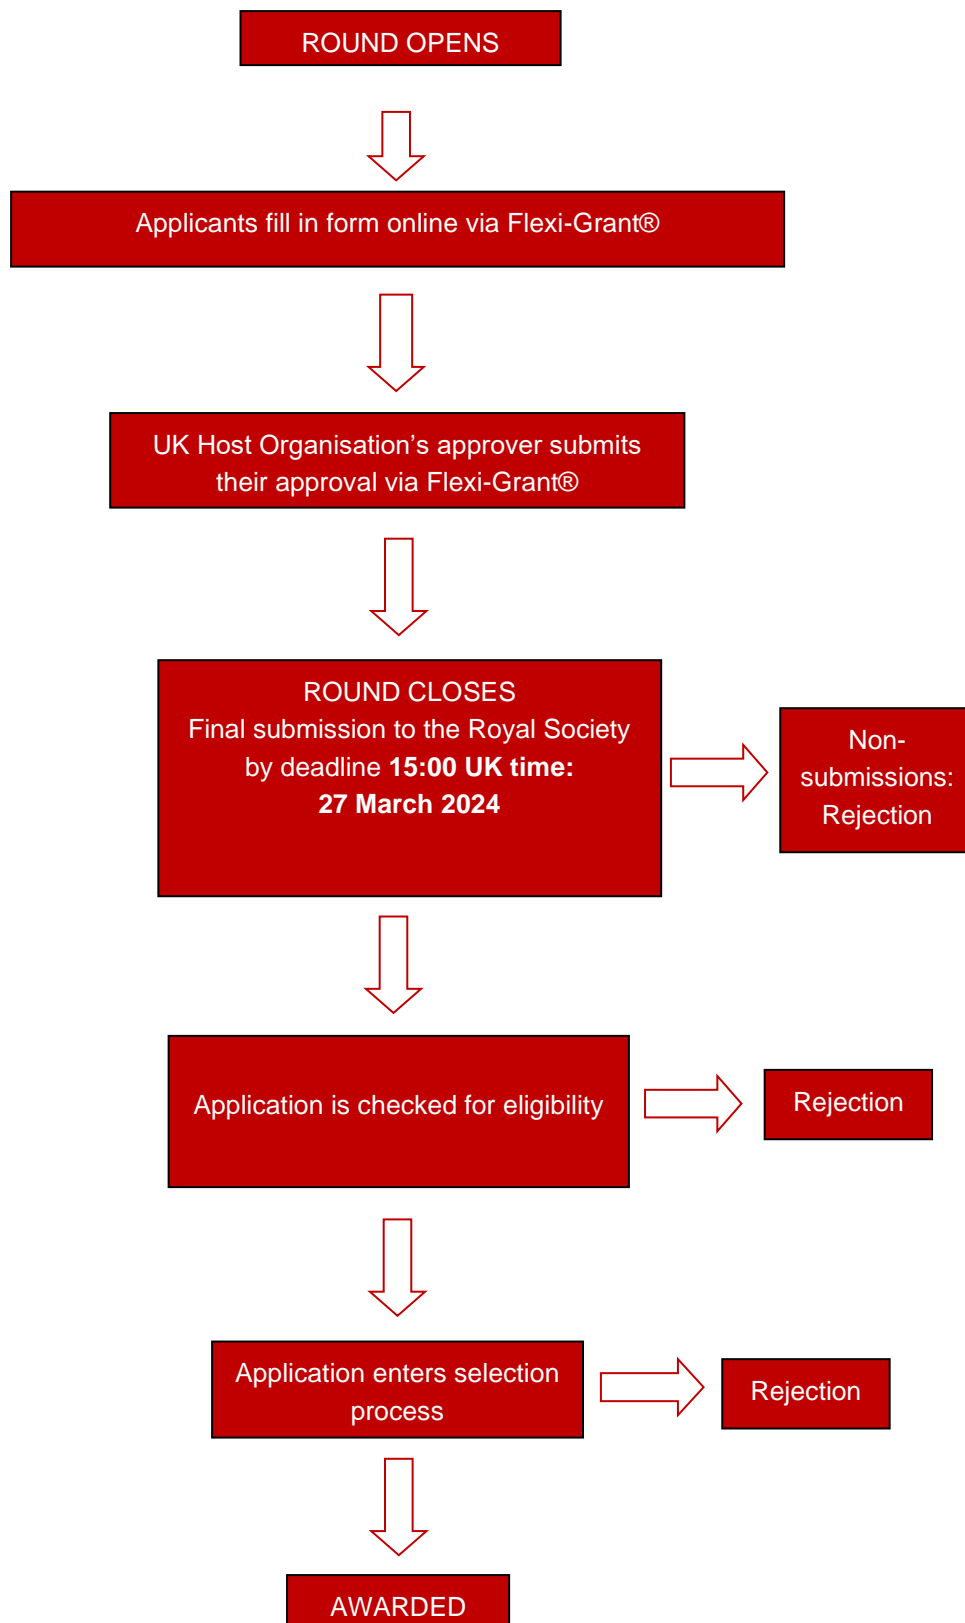 ROUND OPENS
Applicants fill in form online via Flexi-Grant®
UK Host Organisation’s approver submits
their approval via Flexi-Grant®
ROUND CLOSES
Final submission to the Royal Society
by deadline 15:00 UK time:
27 March 2024
Non-
submissions:
Rejection
Application is checked for eligibility
Rejection
Application enters selection
process
Rejection
AWARDED